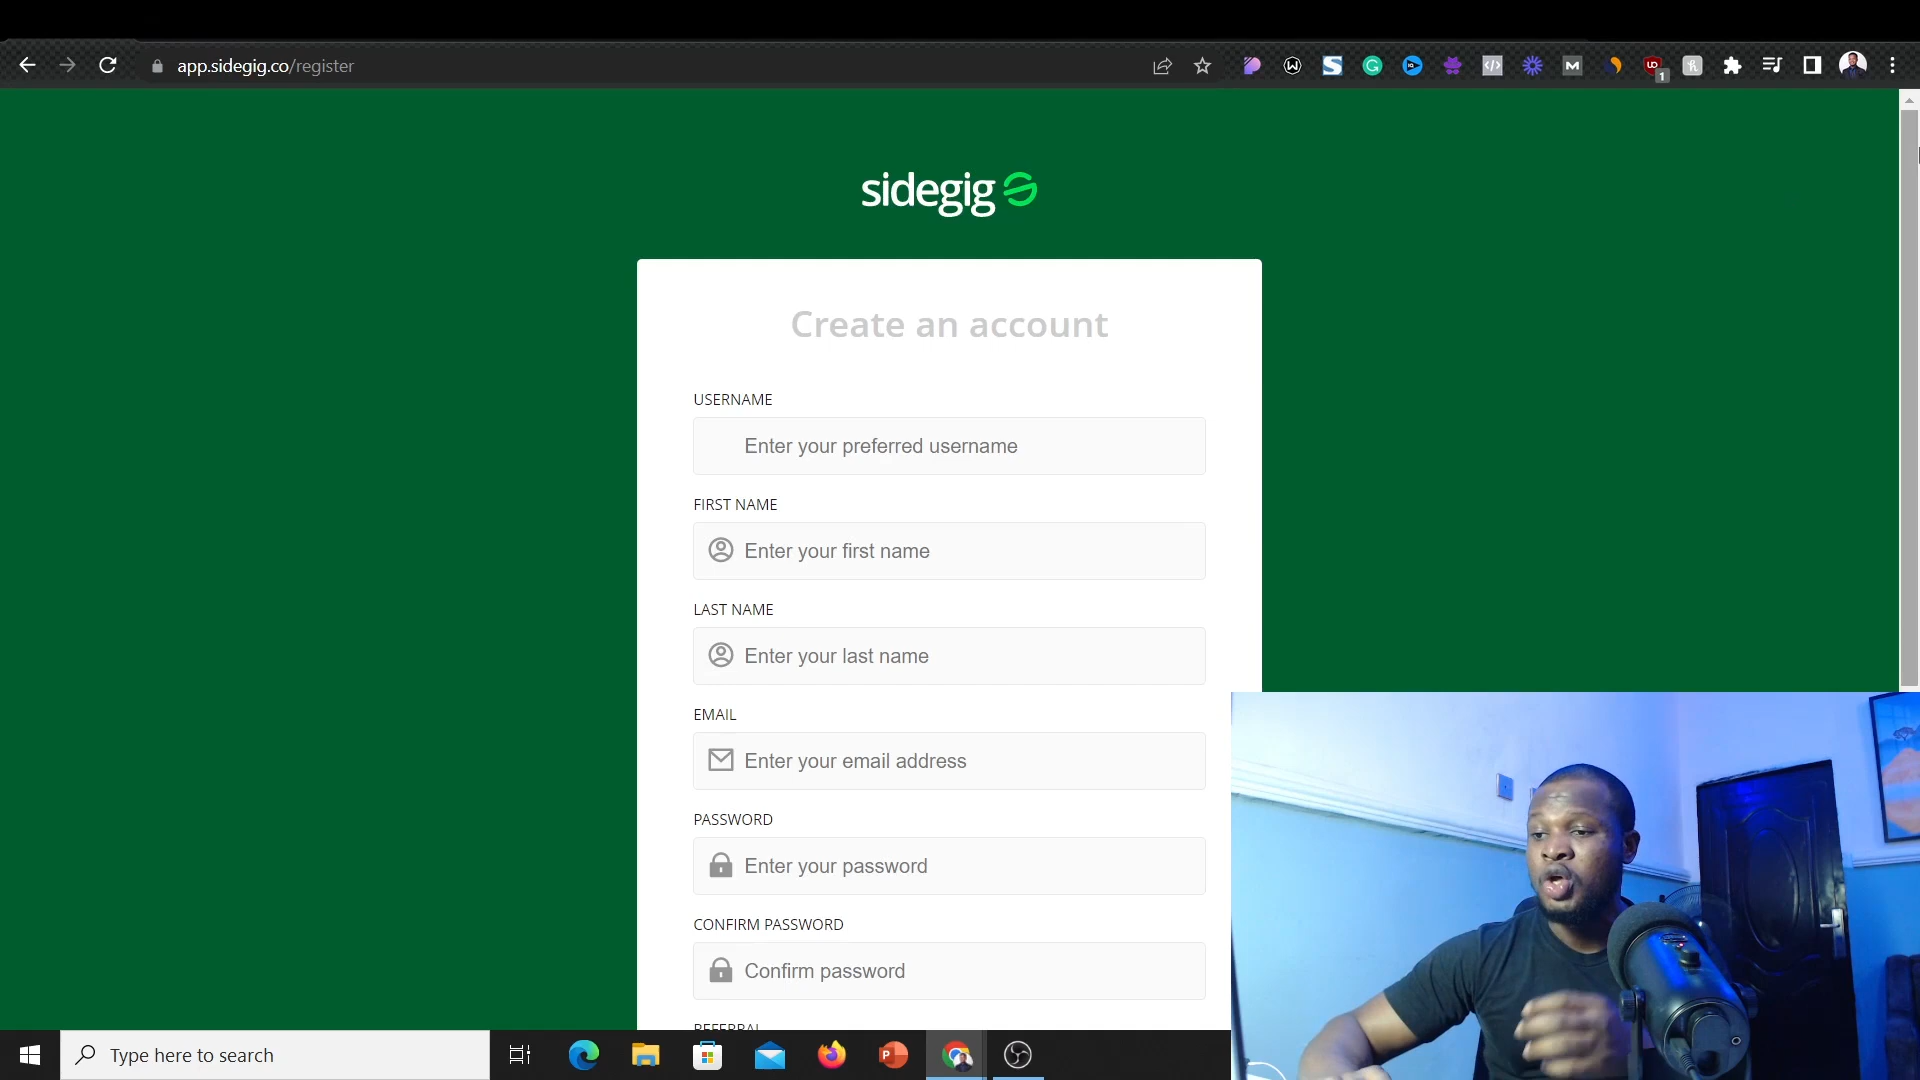 app.sidegig.co/register
1
sidegig
Create an account
USERNAME
Enter your preferred username
FIRST NAME
Enter your first name
LAST NAME
Enter your last name
EMAIL
Enter your email address
PASSWORD
Enter your password
CONFIRM PASSWORD
Confirm password
REFERRAL
Type here to search